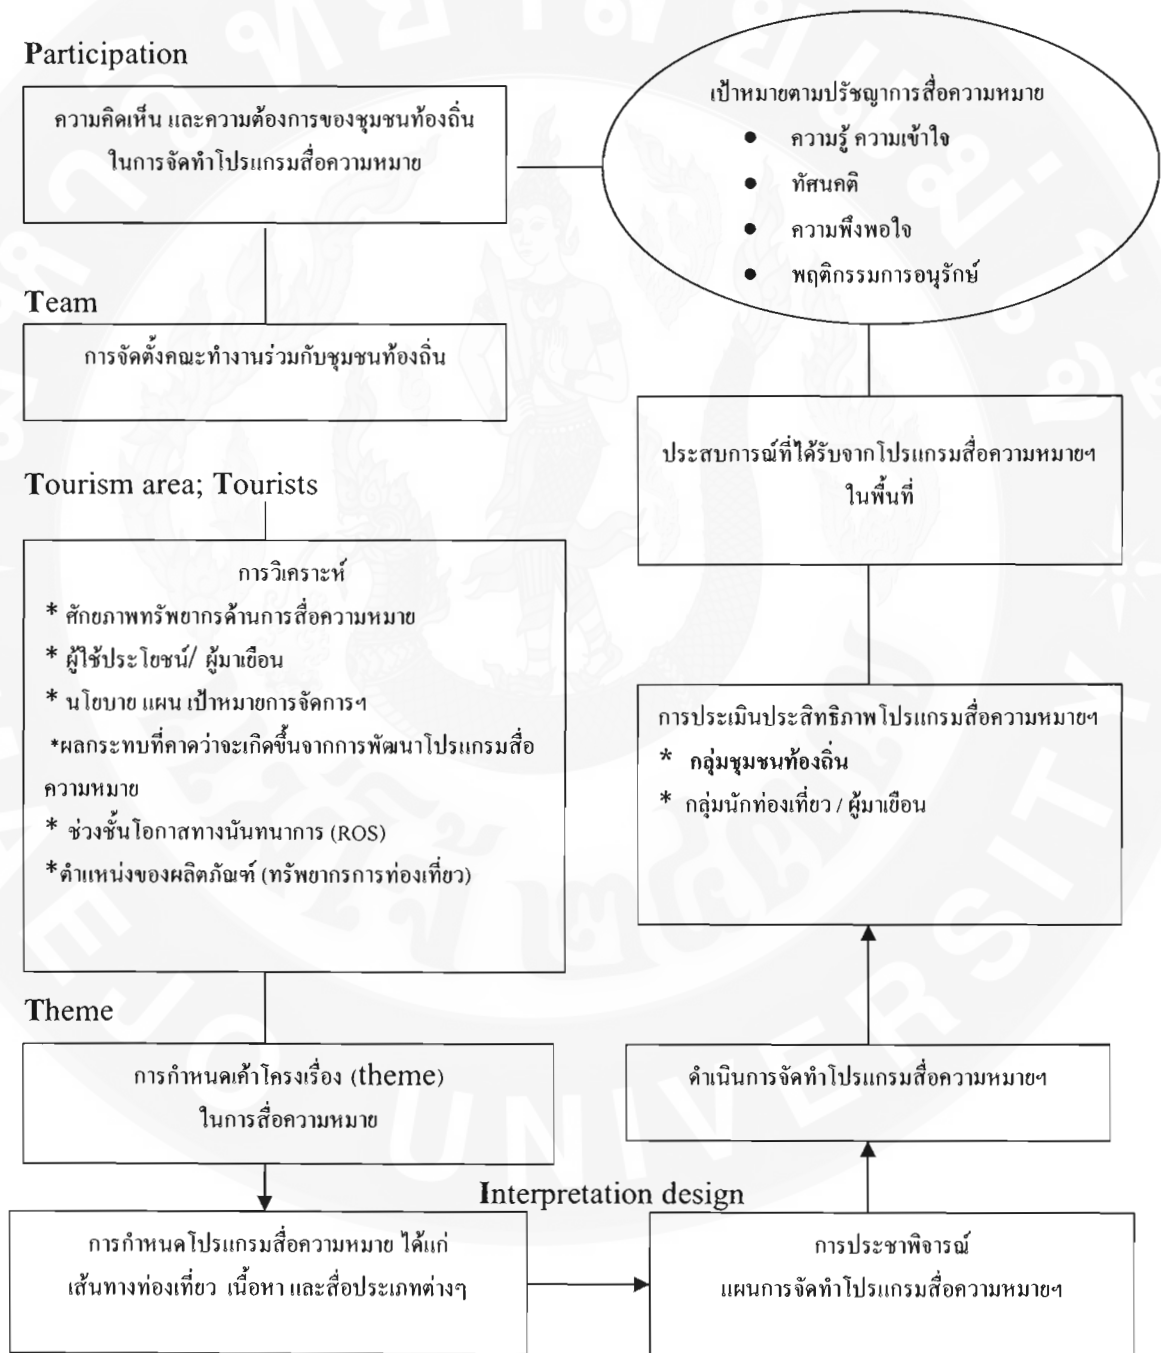 Participation
ความคิดเห็น และความต้องการของชุมชนท้องถิ่น
ในการจัดทำโปรแกรมสื่อความหมาย
Team
การจัดตั้งคณะทำงานร่วมกับชุมชนท้องถิ่น
Tourism area; Tourists
การวิเคราะห์
* ศักยภาพทรัพยากรด้านการสื่อความหมาย
* ผู้ใช้ประโยชน์/ ผู้มาเยือน
* นโยบาย แผน เป้าหมายการจัดการฯ
*ผลกระทบที่คาดว่าจะเกิดขึ้นจากการพัฒนาโปรแกรมสื่อ
ความหมาย
* ช่วงชั้นโอกาสทางนันทนาการ (ROS)
*ตำแหน่งของผลิตภัณฑ์ (ทรัพยากรการท่องเที่ยว)
Theme
การกำหนดเค้าโครงเรื่อง (theme)
ในการสื่อความหมาย
Interpretation design
การกำหนดโปรแกรมสื่อความหมาย ได้แก่
เส้นทางท่องเที่ยว เนื้อหา และสื่อประเภทต่างๆ
การประชาพิจารณ์
แผนการจัดทำโปรแกรมสื่อความหมายฯ
ดำเนินการจัดทำโปรแกรมสื่อความหมายฯ
การประเมินประสิทธิภาพโปรแกรมสื่อความหมายฯ
* กลุ่มชุมชนท้องถิ่น
* กลุ่มนักท่องเที่ยว / ผู้มาเยือน
ประสบการณ์ที่ได้รับจากโปรแกรมสื่อความหมายฯ
ในพื้นที่
เป้าหมายตามปรัชญาการสื่อความหมาย
● ความรู้ ความเข้าใจ
● ทัศนคติ
● ความพึงพอใจ
● พฤติกรรมการอนุรักษ์
UNIVERSITY